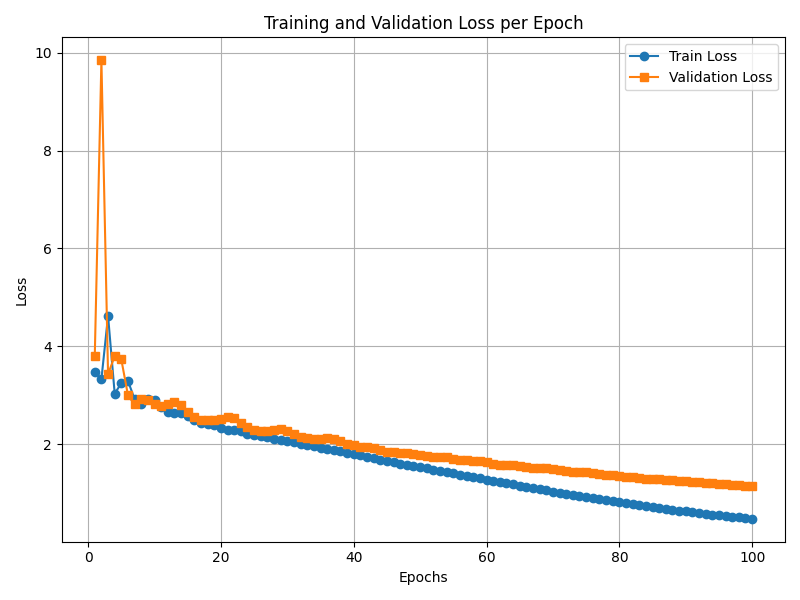 Training and Validation Loss per Epoch
Train Loss
Validation Loss
10
8
6
4
2
Loss
0 20 40 60 80 100
Epochs